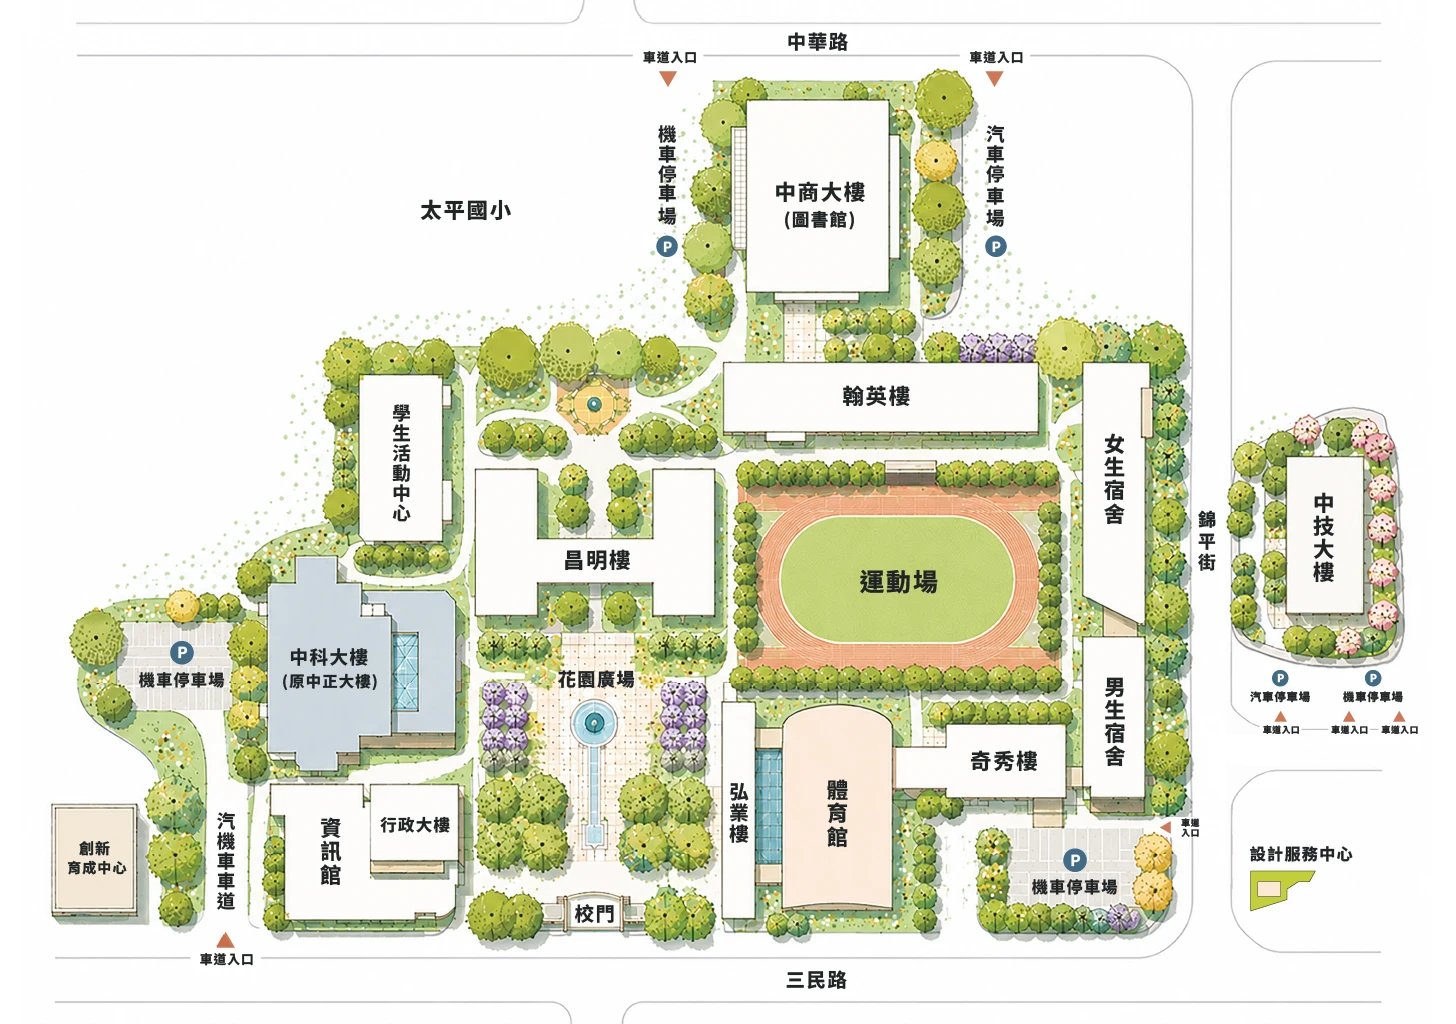 中華路
車道入口
車道入口
機車停車場
P
汽車停車場
P
中商大樓
(圖書館)
太平國小
翰英樓
學生活動中心
女生宿舍
錦平街
中技大樓
昌明樓
運動場
P
機車停車場
中科大樓
(原中正大樓)
花園廣場
男生宿舍
P
汽車停車場
車道入口
P
機車停車場
車道入口
車道入口
奇秀樓
弘業樓
體育館
創新
育成中心
汽機車車道
資訊館
行政大樓
車道
入口
P
機車停車場
設計服務中心
校門
車道入口
三民路